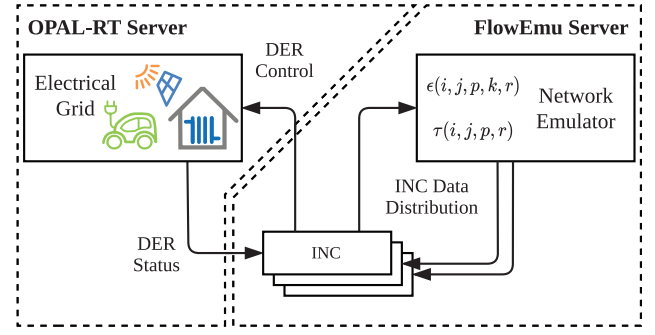 OPAL-RT Server
FlowEmu Server
Electrical
Grid
DER
Control
ϵ(i, j, p, k, r)
τ(i, j, p, r)
Network
Emulator
INC Data
Distribution
DER
Status
INC